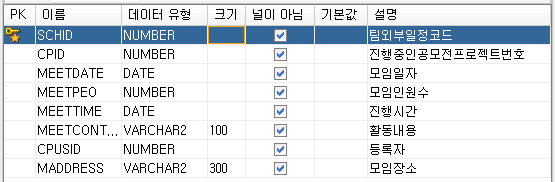 PK 이름 데이터 유형 크기 널이 아님 기본값 설명
SCHID NUMBER 팀외부일정코드
CPID NUMBER 진행중인공모전프로젝트번호
MEETDATE DATE 모임일자
MEETPEO NUMBER 모임인원수
MEETTIME DATE 진행시간
MEETCONT... VARCHAR2 100 활동내용
CPUSID NUMBER 등록자
MADDRESS VARCHAR2 300 모임장소